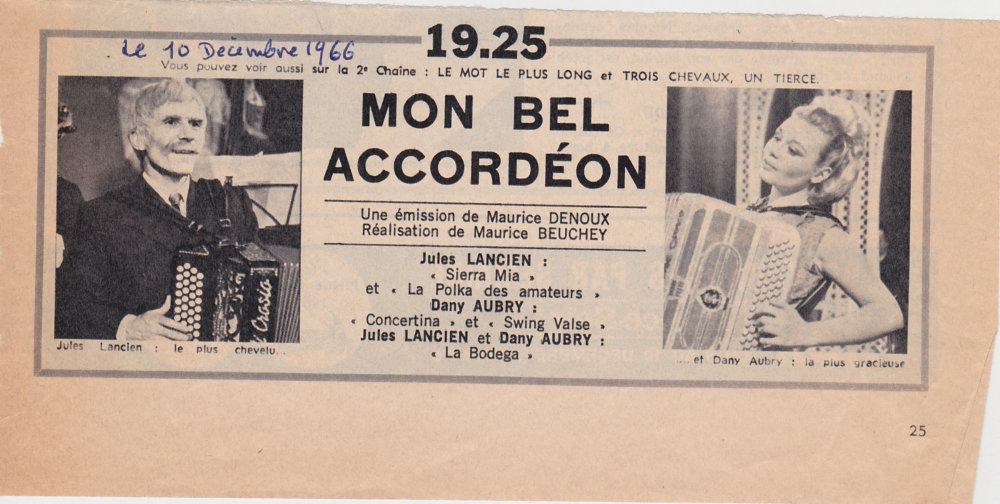 19.25
Le 10 Décembre 1966
Vous pouvez voir aussi sur la 2e Chaîne : LE MOT LE PLUS LONG et TROIS CHEVAUX, UN TIERCE.
MON BEL
ACCORDÉON
Une émission de Maurice DENOUX
Réalisation de Maurice BEUCHEY
Jules LANCIEN :
« Sierra Mia »
et « La Polka des amateurs »
Dany AUBRY :
« Concertina » et « Swing Valse »
Jules LANCIEN et Dany AUBRY :
« La Bodega »
Crosio
Jules Lancien : le plus chevelu...
... et Dany Aubry : la plus gracieuse
25